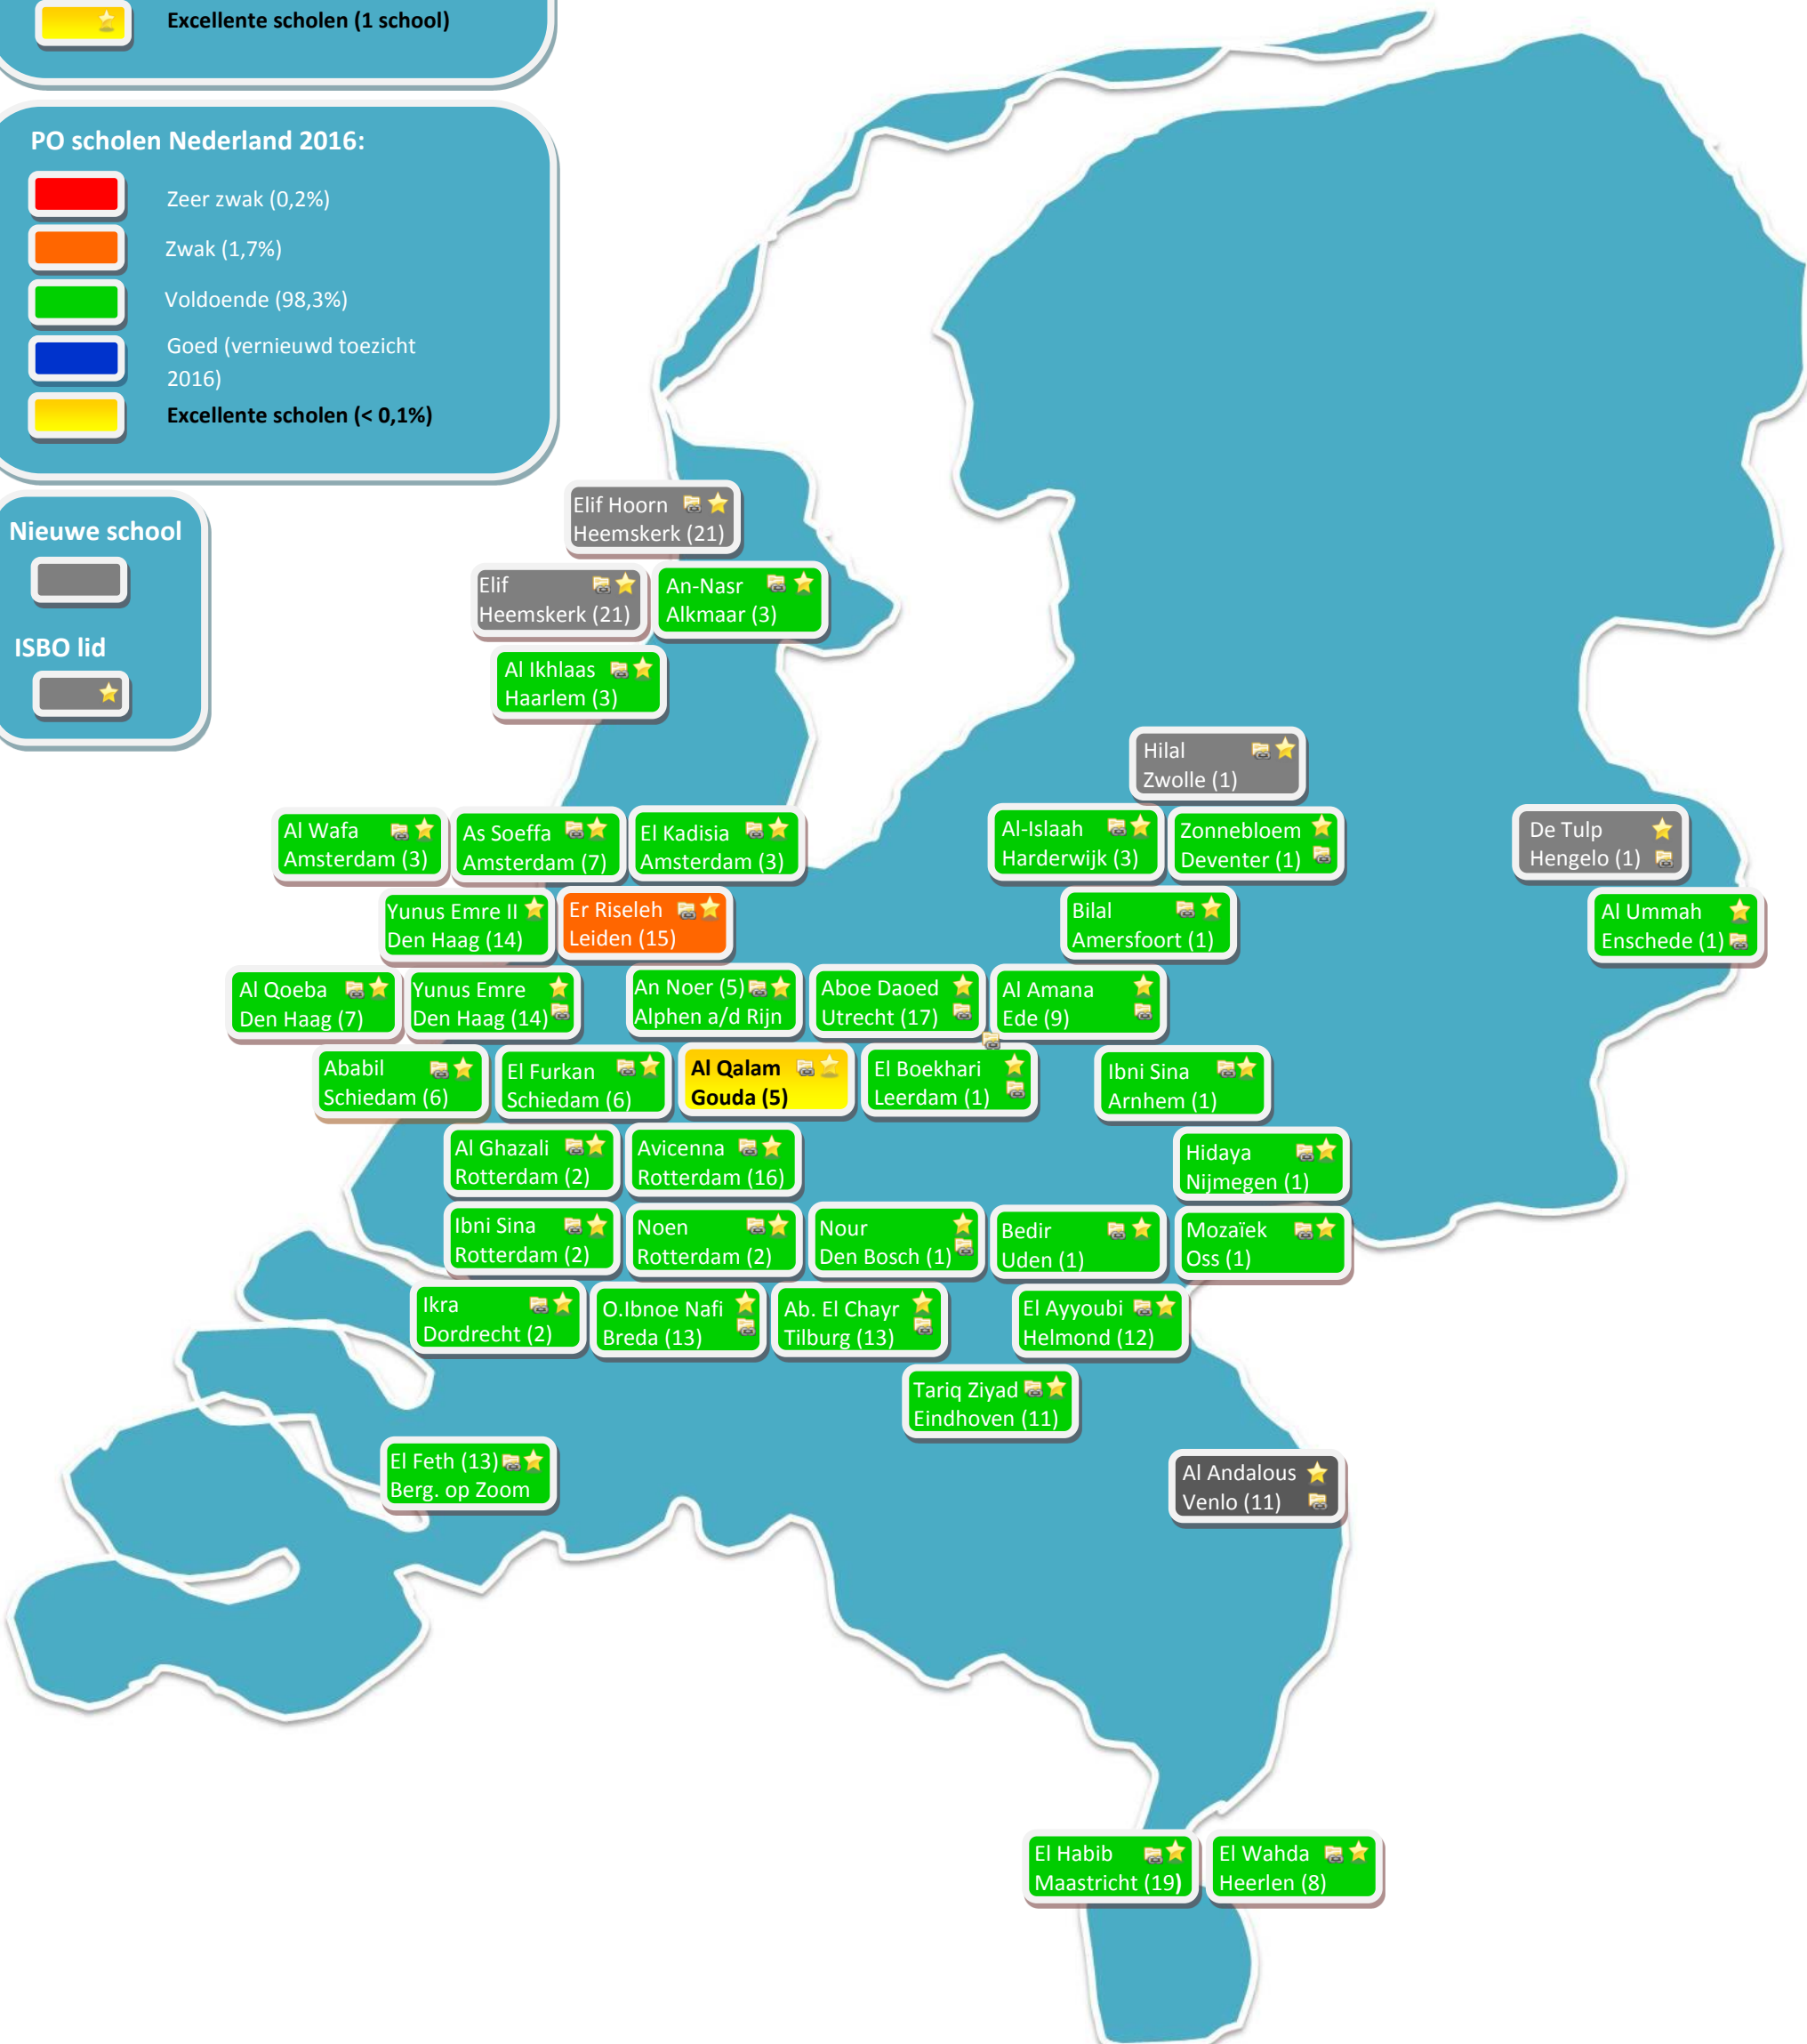 Excellente scholen (1 school)
PO scholen Nederland 2016:
Zeer zwak (0,2%)
Zwak (1,7%)
Voldoende (98,3%)
Goed (vernieuwd toezicht
2016)
Excellente scholen (< 0,1%)
Nieuwe school
ISBO lid
Elif Hoorn
Heemskerk (21)
Elif
Heemskerk (21)
An-Nasr
Alkmaar (3)
Al Ikhlaas
Haarlem (3)
Hilal
Zwolle (1)
Al Wafa
Amsterdam (3)
As Soeffa
Amsterdam (7)
El Kadisia
Amsterdam (3)
Al-Islaah
Harderwijk (3)
Zonnebloem
Deventer (1)
De Tulp
Hengelo (1)
Yunus Emre II
Den Haag (14)
Er Riseleh
Leiden (15)
Bilal
Amersfoort (1)
Al Ummah
Enschede (1)
Al Qoeba
Den Haag (7)
Yunus Emre
Den Haag (14)
An Noer (5)
Alphen a/d Rijn
Aboe Daoed
Utrecht (17)
Al Amana
Ede (9)
Ababil
Schiedam (6)
El Furkan
Schiedam (6)
Al Qalam
Gouda (5)
El Boekhari
Leerdam (1)
Ibni Sina
Arnhem (1)
Al Ghazali
Rotterdam (2)
Avicenna
Rotterdam (16)
Hidaya
Nijmegen (1)
Ibni Sina
Rotterdam (2)
Noen
Rotterdam (2)
Nour
Den Bosch (1)
Bedir
Uden (1)
Mozaïek
Oss (1)
Ikra
Dordrecht (2)
O.Ibnoe Nafi
Breda (13)
Ab. El Chayr
Tilburg (13)
El Ayyoubi
Helmond (12)
Tariq Ziyad
Eindhoven (11)
El Feth (13)
Berg. op Zoom
Al Andalous
Venlo (11)
El Habib
Maastricht (19)
El Wahda
Heerlen (8)